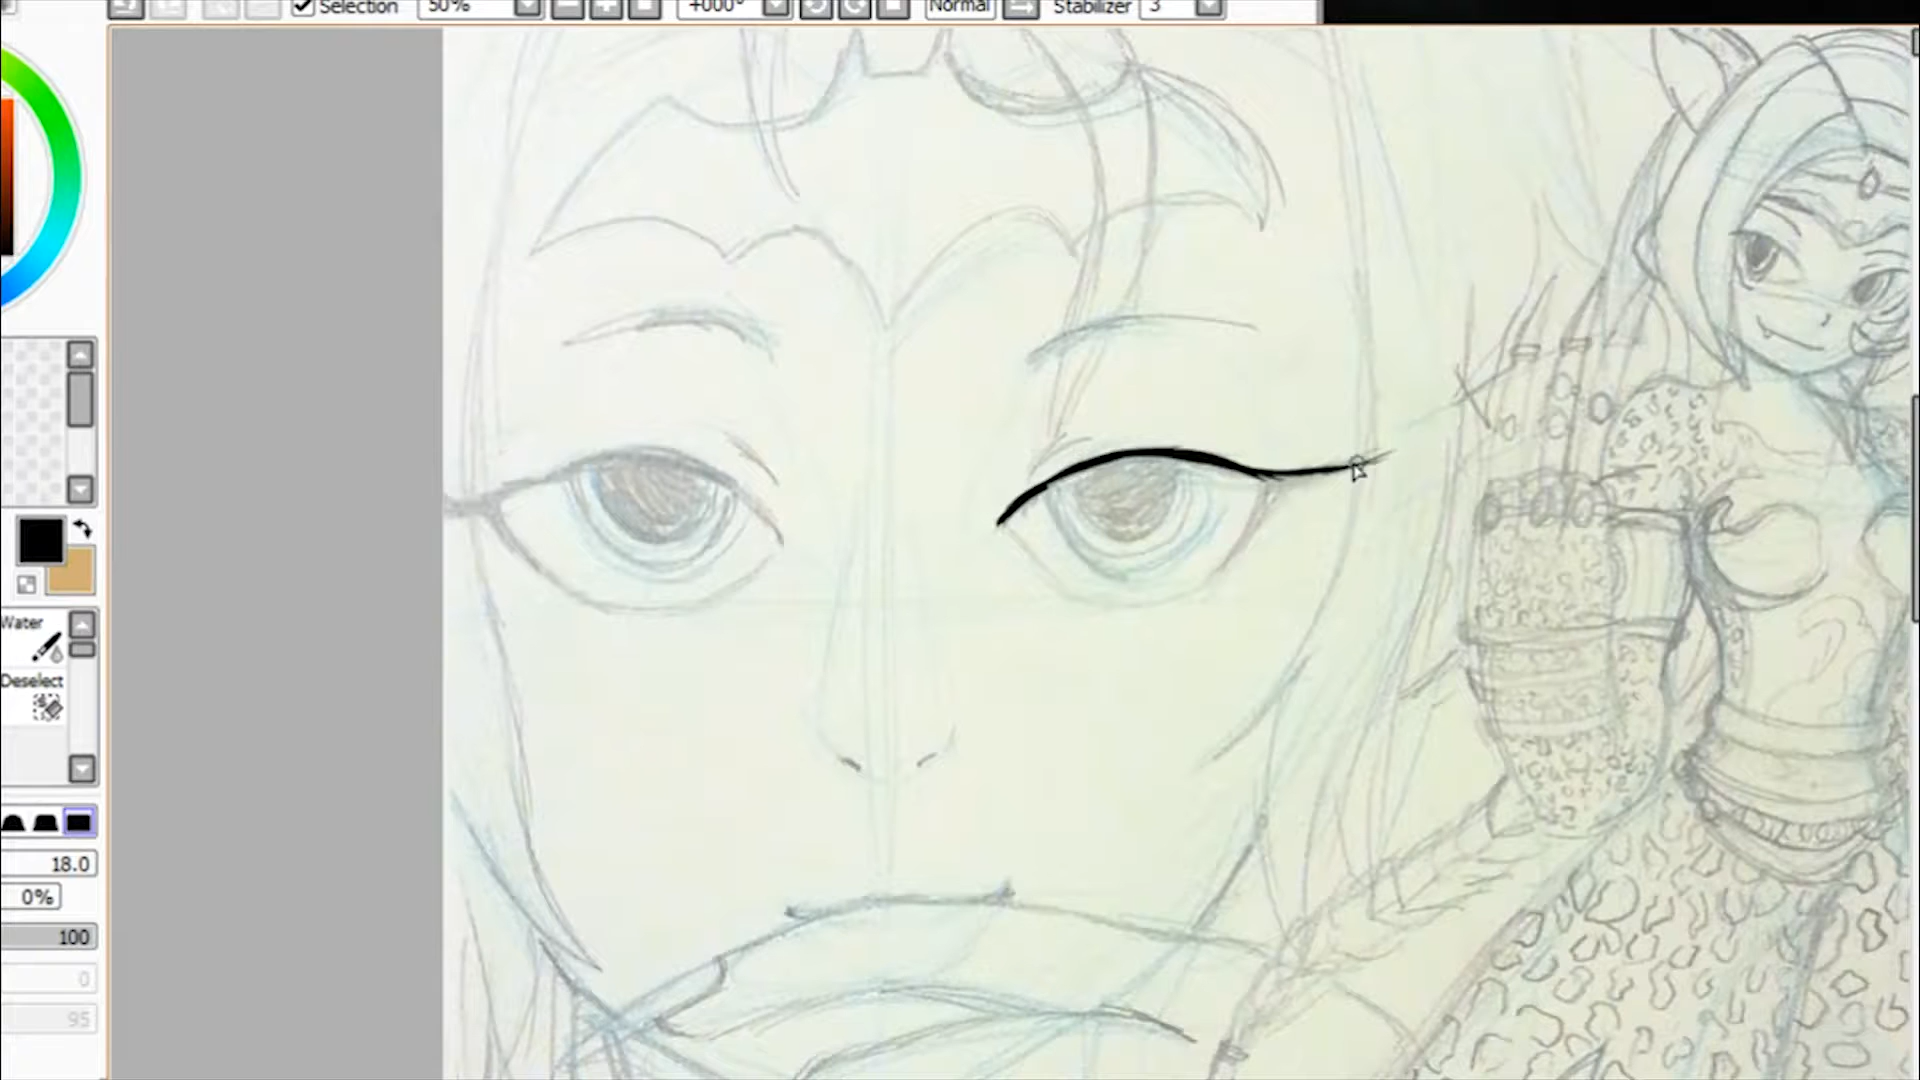 Selection 50% +000° Normal Stabilizer 3
Water
Deselect
18.0
0%
100
0
95